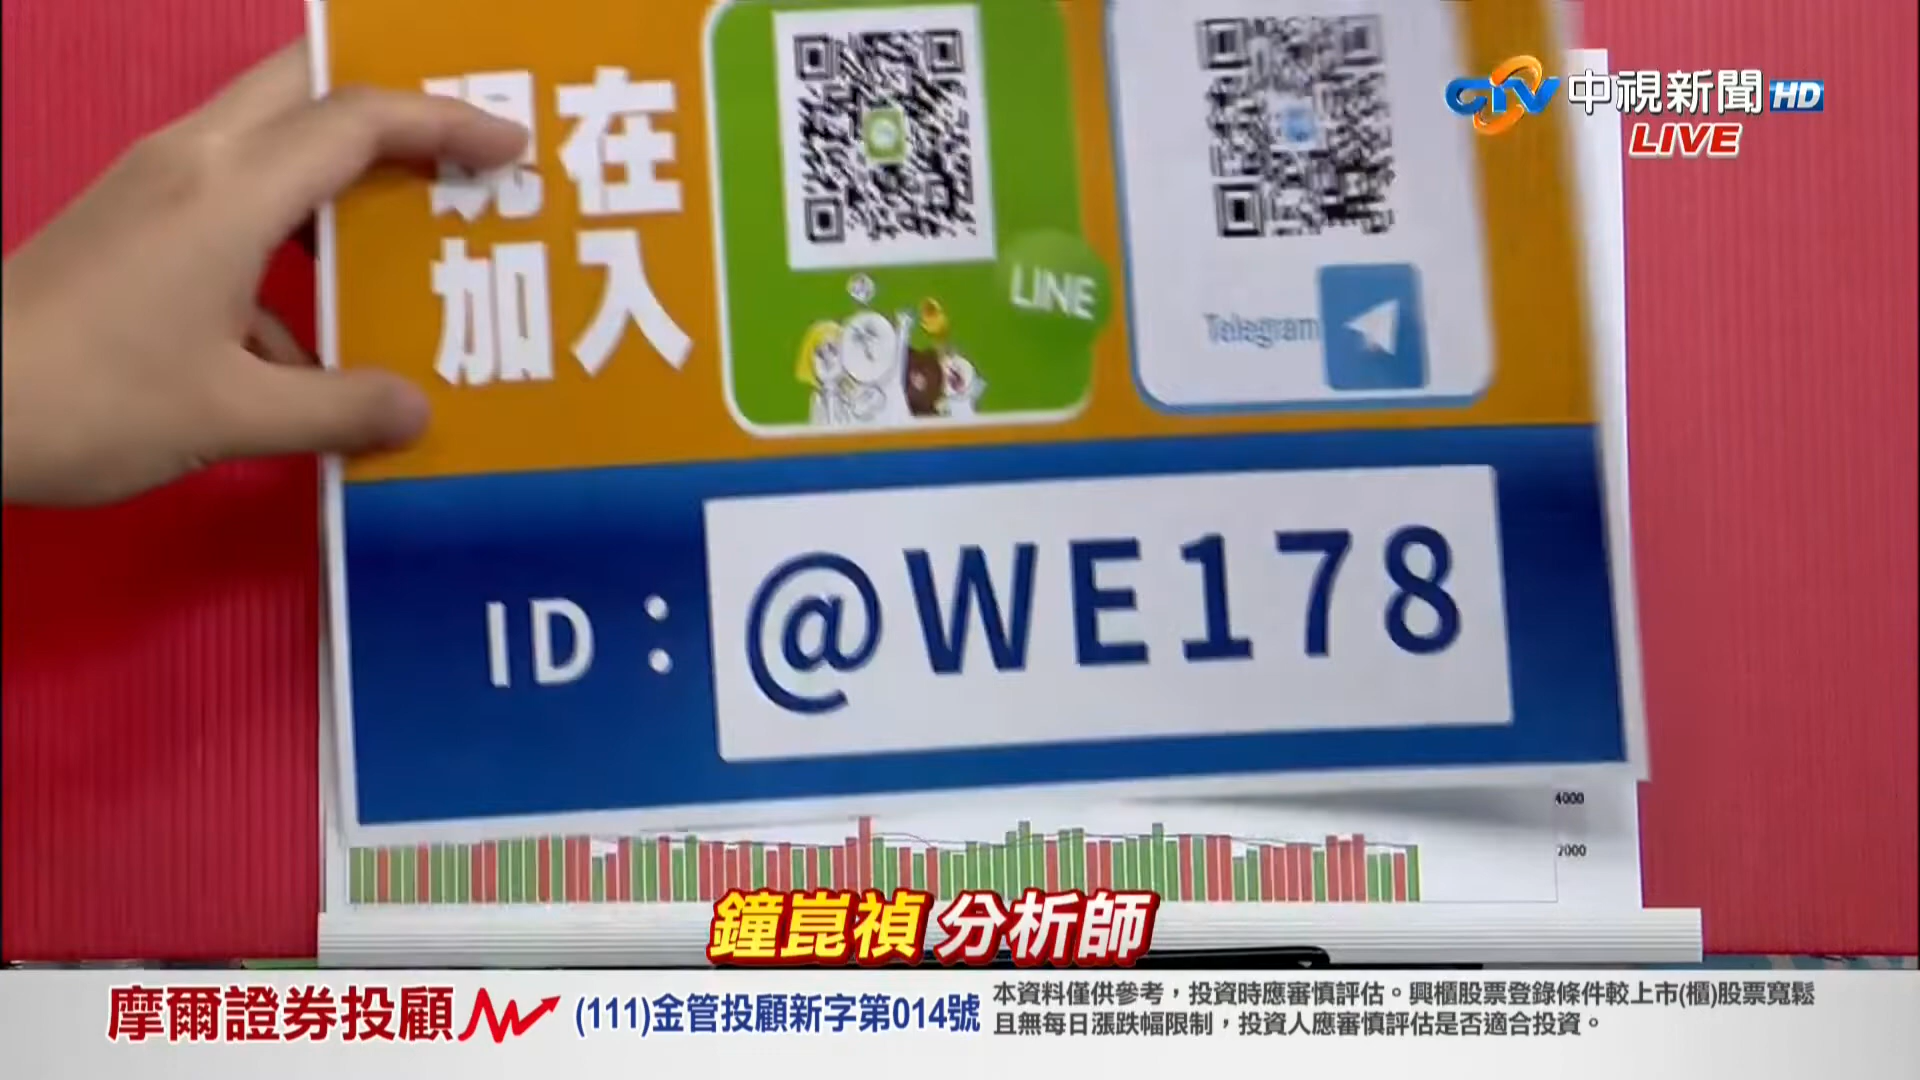 現在
加入
LINE
Telegram
CTV 中視新聞 HD
LIVE
ID：@WE178
4000
2000
鐘崑禎 分析師
摩爾證券投顧 (111)金管投顧新字第014號
本資料僅供參考，投資時應審慎評估。興櫃股票登錄條件較上市(櫃)股票寬鬆
且無每日漲跌幅限制，投資人應審慎評估是否適合投資。